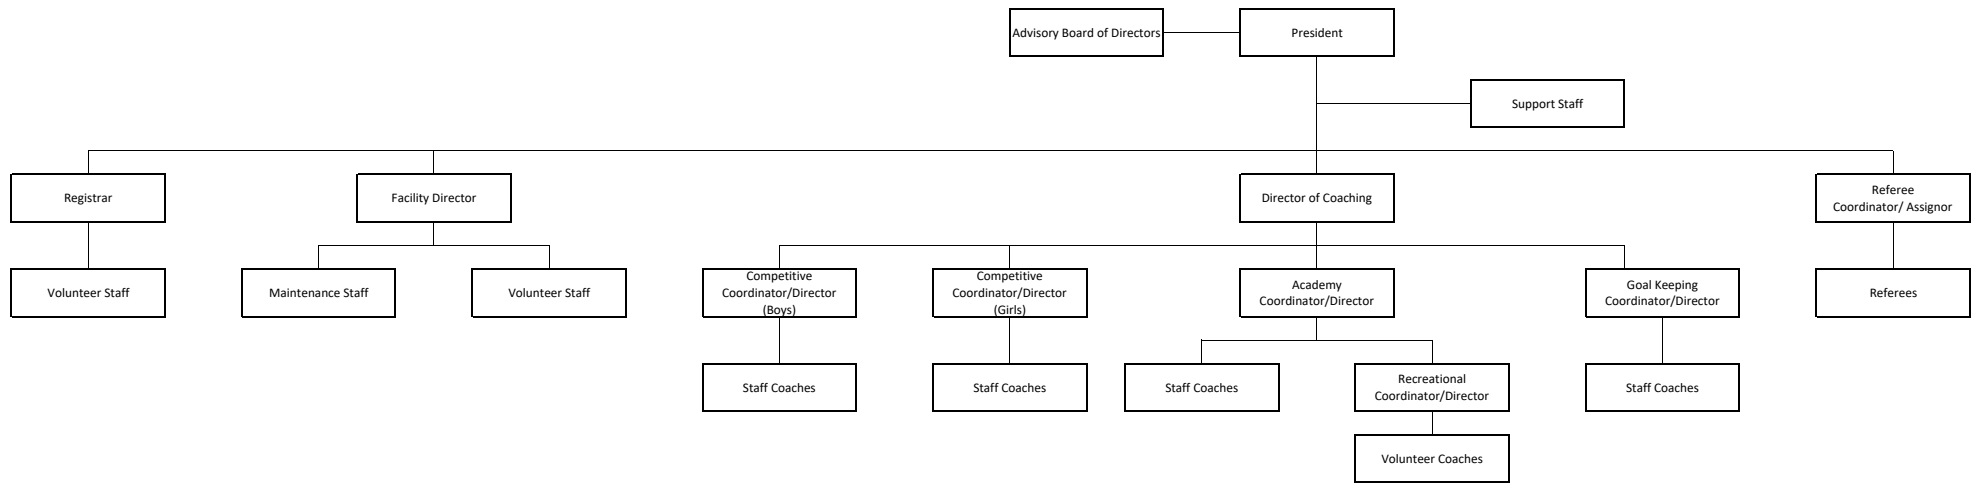 Advisory Board of Directors
President
Support Staff
Registrar
Facility Director
Director of Coaching
Referee
Coordinator/ Assignor
Volunteer Staff
Maintenance Staff
Volunteer Staff
Competitive
Coordinator/Director
(Boys)
Competitive
Coordinator/Director
(Girls)
Academy
Coordinator/Director
Goal Keeping
Coordinator/Director
Referees
Staff Coaches
Staff Coaches
Staff Coaches
Recreational
Coordinator/Director
Staff Coaches
Volunteer Coaches